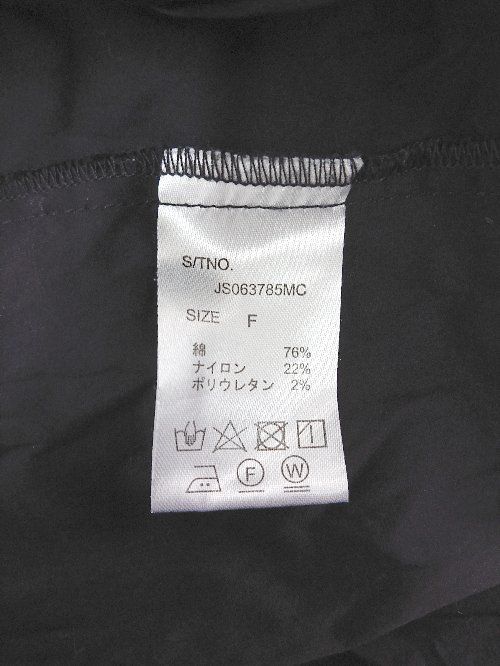 S/TNO.
JS063785MC
SIZE F
綿 76%
ナイロン 22%
ポリウレタン 2%
F W